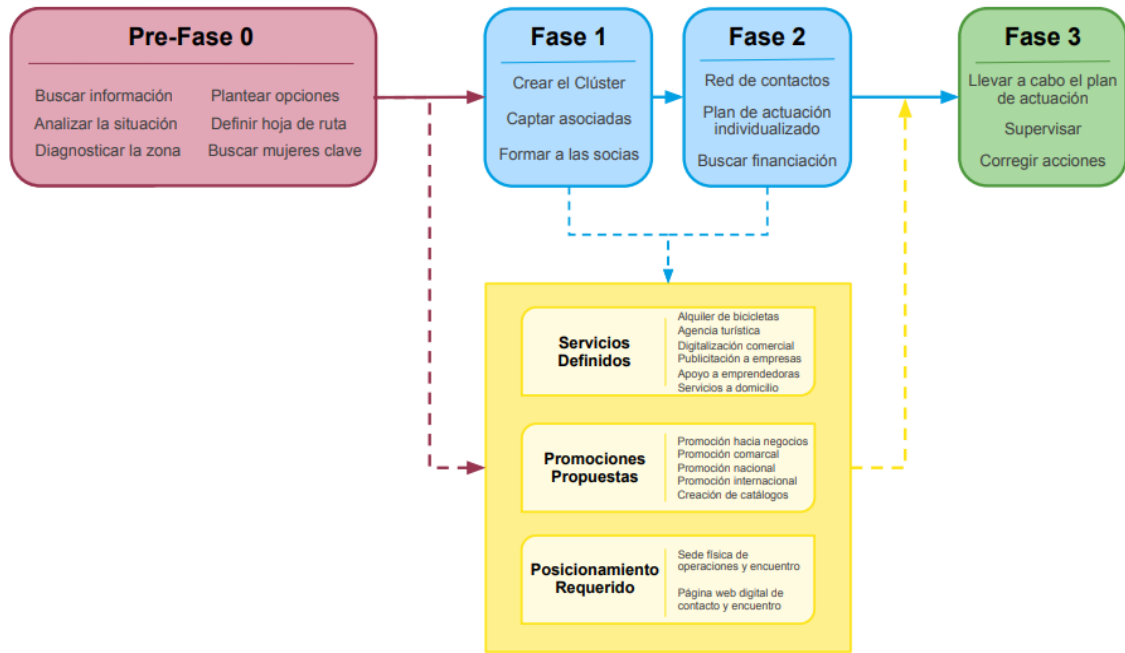 Pre-Fase 0
Buscar información
Analizar la situación
Diagnosticar la zona
Plantear opciones
Definir hoja de ruta
Buscar mujeres clave
Fase 1
Crear el Clúster
Captar asociadas
Formar a las socias
Fase 2
Red de contactos
Plan de actuación
individualizado
Buscar financiación
Fase 3
Llevar a cabo el plan
de actuación
Supervisar
Corregir acciones
Servicios
Definidos
Alquiler de bicicletas
Agencia turística
Digitalización comercial
Publicitación a empresas
Apoyo a emprendedoras
Servicios a domicilio
Promociones
Propuestas
Promoción hacia negocios
Promoción comarcal
Promoción nacional
Promoción internacional
Creación de catálogos
Posicionamiento
Requerido
Sede física de
operaciones y encuentro
Página web digital de
contacto y encuentro